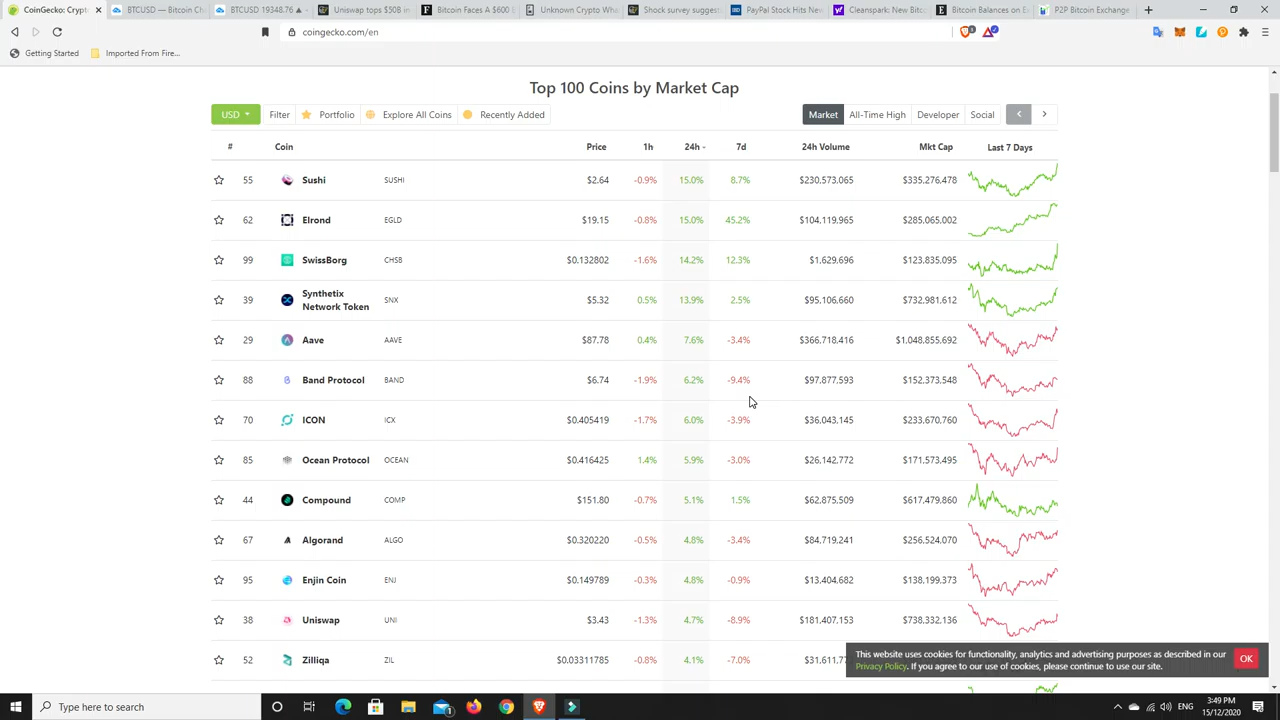 CoinGecko: Crypt
BTCUSD — Bitcoin Ch
BTCUSD 19348.76 ▲
Uniswap tops $50B in
Bitcoin Faces A $600 B
Unknown Crypto Wha
Shock survey suggest
PayPal Stock Hits Ne
Cleanspark: New Bitc
Bitcoin Balances on E
P2P Bitcoin Exchange
coingecko.com/en
Getting Started
Imported From Fire...
Top 100 Coins by Market Cap
USD Filter Portfolio Explore All Coins Recently Added Market All-Time High Developer Social
# Coin Price 1h 24h 7d 24h Volume Mkt Cap Last 7 Days
55 Sushi SUSHI $2.64 -0.9% 15.0% 8.7% $230,573,065 $335,276,478
62 Elrond EGLD $19.15 -0.8% 15.0% 45.2% $104,119,965 $285,065,002
99 SwissBorg CHSB $0.132802 -1.6% 14.2% 12.3% $1,629,696 $123,835,095
39 Synthetix Network Token SNX $5.32 0.5% 13.9% 2.5% $95,106,660 $732,981,612
29 Aave AAVE $87.78 0.4% 7.6% -3.4% $366,718,416 $1,048,855,692
88 Band Protocol BAND $6.74 -1.9% 6.2% -9.4% $97,877,593 $152,373,548
70 ICON ICX $0.405419 -1.7% 6.0% -3.9% $36,043,145 $233,670,760
85 Ocean Protocol OCEAN $0.416425 1.4% 5.9% -3.0% $26,142,772 $171,573,495
44 Compound COMP $151.80 -0.7% 5.1% 1.5% $62,875,509 $617,479,860
67 Algorand ALGO $0.320220 -0.5% 4.8% -3.4% $84,719,241 $256,524,070
95 Enjin Coin ENJ $0.149789 -0.3% 4.8% -0.9% $13,404,682 $138,199,373
38 Uniswap UNI $3.43 -1.3% 4.7% -8.9% $181,407,153 $738,332,136
52 Zilliqa ZIL $0.03311785 -0.8% 4.1% -7.0% $31,611,7
This website uses cookies for functionality, analytics and advertising purposes as described in our
Privacy Policy. If you agree to our use of cookies, please continue to use our site.
OK
Type here to search
ENG
3:49 PM
15/12/2020